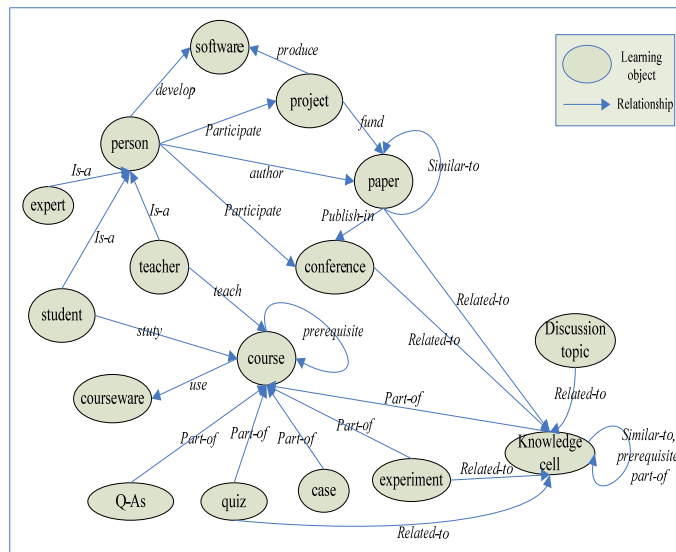 software
produce
Learning
object
develop
project
Relationship
Participate
fund
person
author
Similar-to
Is-a
paper
expert
Is-a
Participate
Publish-in
Is-a
teacher
conference
teach
Related-to
student
prerequisite
Discussion
topic
stuty
Related-to
course
use
courseware
Part-of
Related-to
Part-of
Part-of
Part-of
Part-of
Knowledge
cell
Similar-to,
prerequisite
part-of
Related-to
experiment
case
Q-As
quiz
Related-to